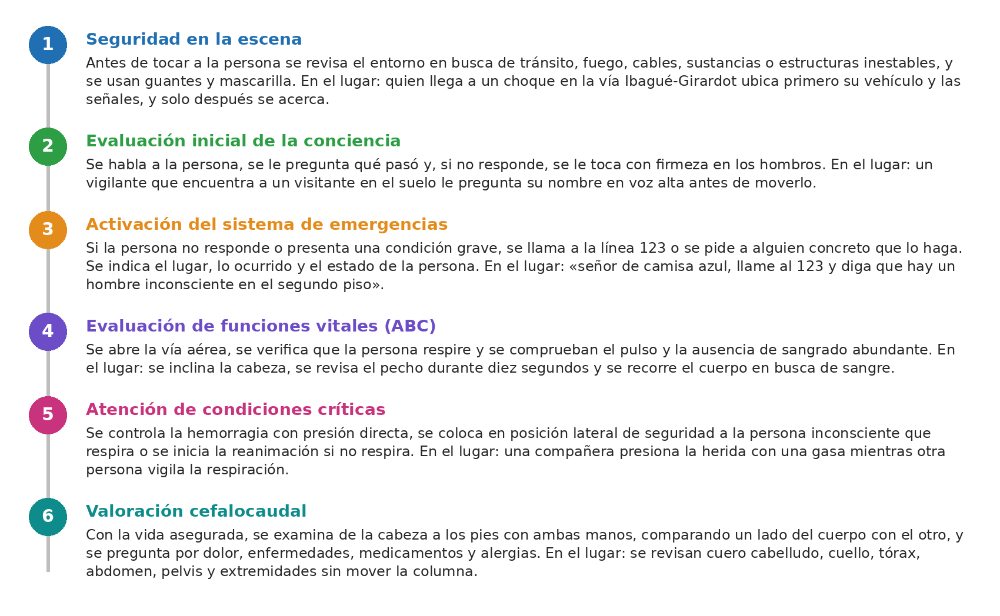 1
Seguridad en la escena
Antes de tocar a la persona se revisa el entorno en busca de tránsito, fuego, cables, sustancias o estructuras inestables, y
se usan guantes y mascarilla. En el lugar: quien llega a un choque en la vía Ibagué-Girardot ubica primero su vehículo y las
señales, y solo después se acerca.
2
Evaluación inicial de la conciencia
Se habla a la persona, se le pregunta qué pasó y, si no responde, se le toca con firmeza en los hombros. En el lugar: un
vigilante que encuentra a un visitante en el suelo le pregunta su nombre en voz alta antes de moverlo.
3
Activación del sistema de emergencias
Si la persona no responde o presenta una condición grave, se llama a la línea 123 o se pide a alguien concreto que lo haga.
Se indica el lugar, lo ocurrido y el estado de la persona. En el lugar: «señor de camisa azul, llame al 123 y diga que hay un
hombre inconsciente en el segundo piso».
4
Evaluación de funciones vitales (ABC)
Se abre la vía aérea, se verifica que la persona respire y se comprueban el pulso y la ausencia de sangrado abundante. En
el lugar: se inclina la cabeza, se revisa el pecho durante diez segundos y se recorre el cuerpo en busca de sangre.
5
Atención de condiciones críticas
Se controla la hemorragia con presión directa, se coloca en posición lateral de seguridad a la persona inconsciente que
respira o se inicia la reanimación si no respira. En el lugar: una compañera presiona la herida con una gasa mientras otra
persona vigila la respiración.
6
Valoración cefalocaudal
Con la vida asegurada, se examina de la cabeza a los pies con ambas manos, comparando un lado del cuerpo con el otro, y
se pregunta por dolor, enfermedades, medicamentos y alergias. En el lugar: se revisan cuero cabelludo, cuello, tórax,
abdomen, pelvis y extremidades sin mover la columna.